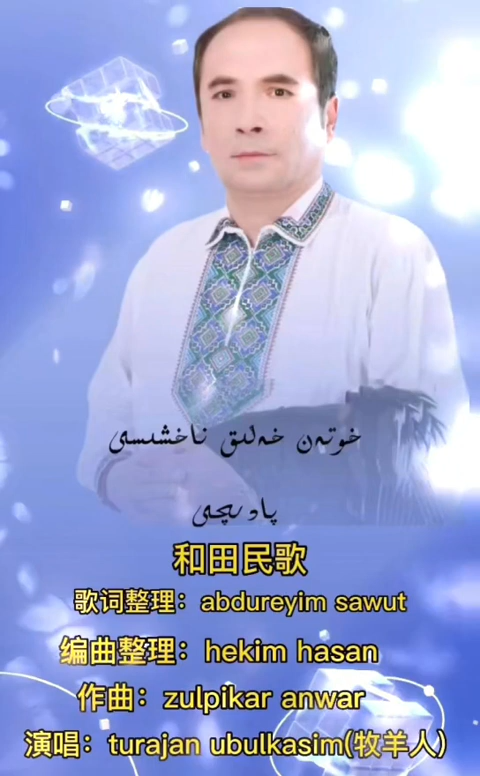 خوتەن خەلىق ناخشىسى
پادىچى
和田民歌
歌词整理：abdureyim sawut
编曲整理：hekim hasan
作曲：zulpikar anwar
演唱：turajan ubulkasim(牧羊人)